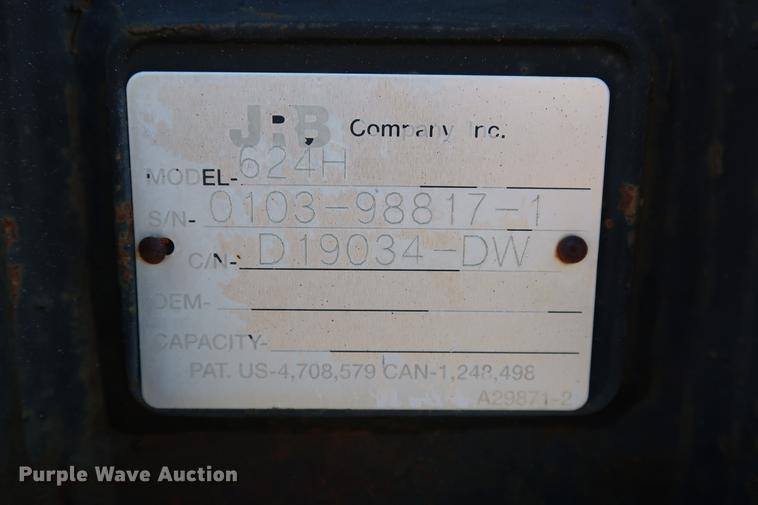 JRB Company Inc.
MODEL- 624H
S/N- 0103-98817-1
C/N- D19034-DW
OEM-
CAPACITY-
PAT. US-4,708,579 CAN-1,248,498
A29871-2
Purple Wave Auction